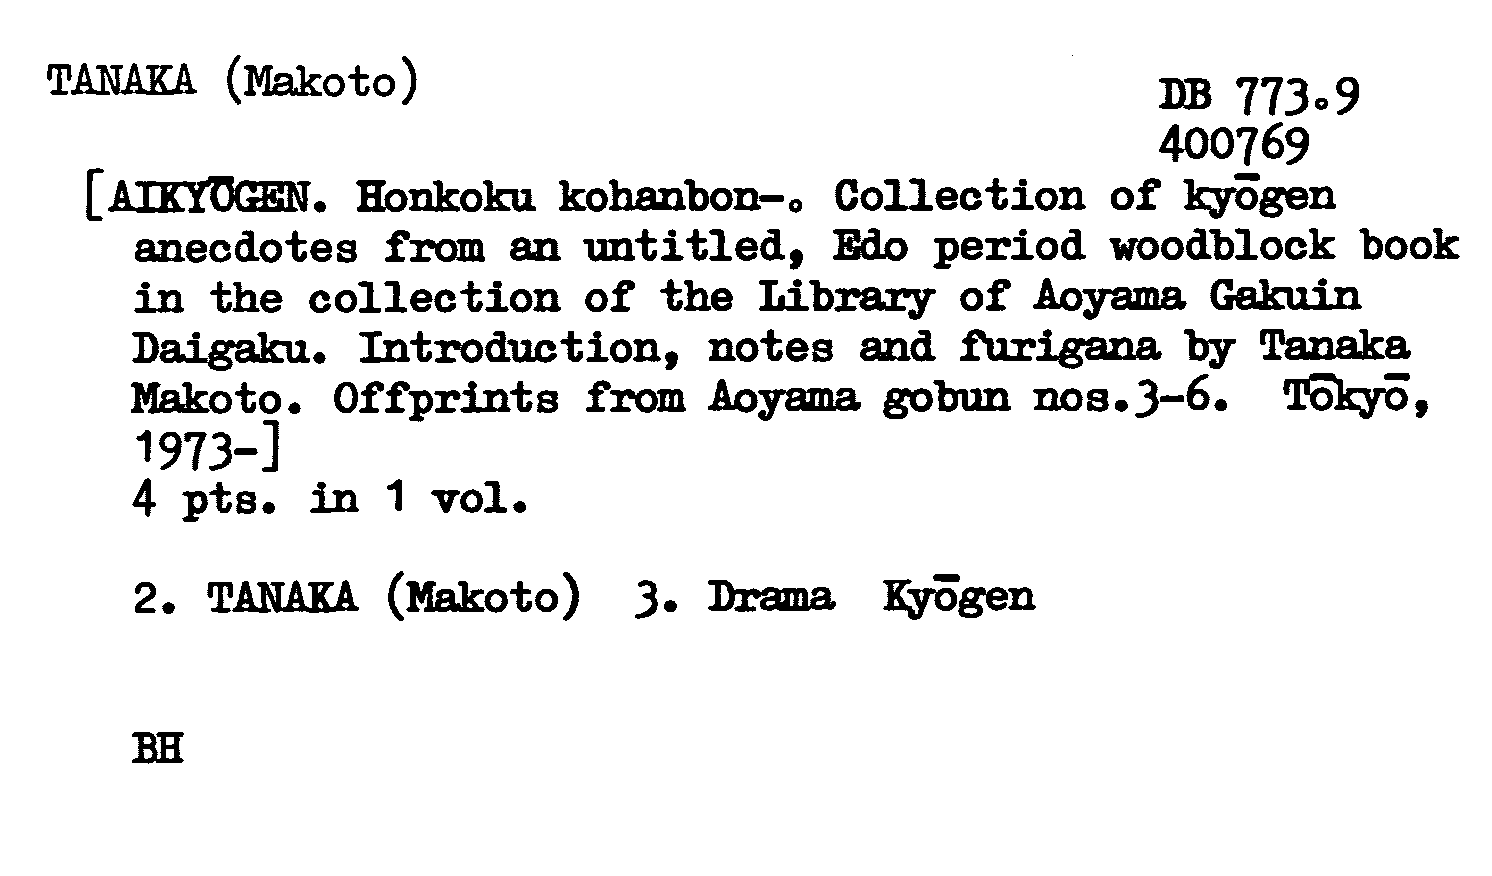 TANAKA (Makoto)
DB 773.9
400769
[AIKYŌGEN. Honkoku kohanbon-. Collection of kyōgen
anecdotes from an untitled, Edo period woodblock book
in the collection of the Library of Aoyama Gakuin
Daigaku. Introduction, notes and furigana by Tanaka
Makoto. Offprints from Aoyama gobun nos.3-6. Tōkyō,
1973-]
4 pts. in 1 vol.
2. TANAKA (Makoto) 3. Drama Kyōgen
BH